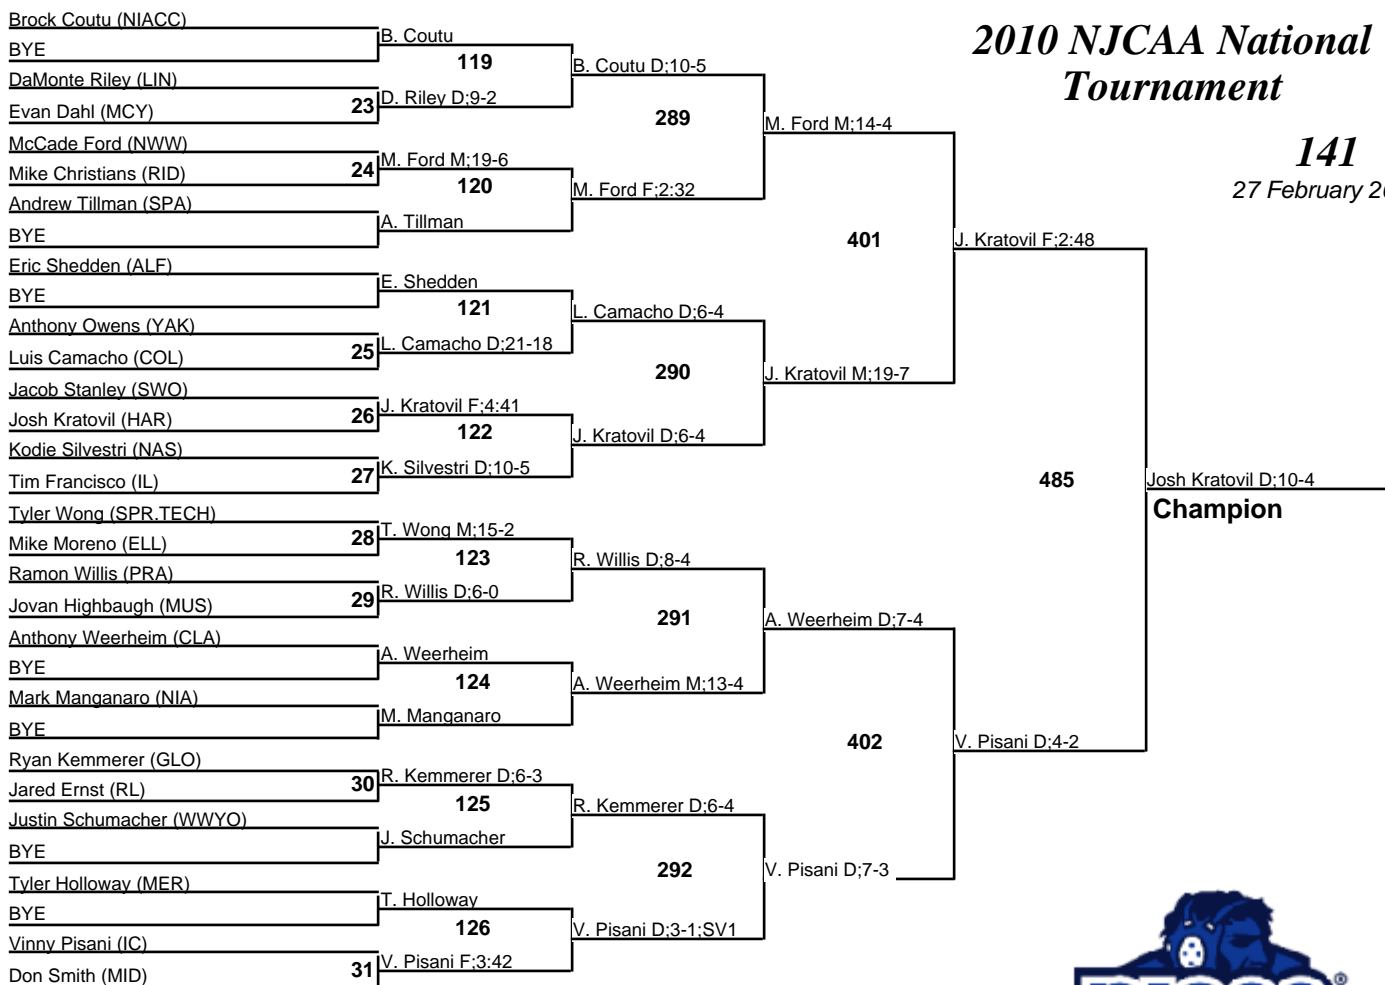 2010 NJCAA National
Tournament
141
27 February 2
Brock Coutu (NIACC)
BYE
DaMonte Riley (LIN)
Evan Dahl (MCY)
McCade Ford (NWW)
Mike Christians (RID)
Andrew Tillman (SPA)
BYE
Eric Shedden (ALF)
BYE
Anthony Owens (YAK)
Luis Camacho (COL)
Jacob Stanley (SWO)
Josh Kratovil (HAR)
Kodie Silvestri (NAS)
Tim Francisco (IL)
Tyler Wong (SPR.TECH)
Mike Moreno (ELL)
Ramon Willis (PRA)
Jovan Highbaugh (MUS)
Anthony Weerheim (CLA)
BYE
Mark Manganaro (NIA)
BYE
Ryan Kemmerer (GLO)
Jared Ernst (RL)
Justin Schumacher (WWYO)
BYE
Tyler Holloway (MER)
BYE
Vinny Pisani (IC)
Don Smith (MID)
23
24
25
26
27
28
29
30
31
B. Coutu
119
D. Riley D;9-2
M. Ford M;19-6
120
A. Tillman
E. Shedden
121
L. Camacho D;21-18
J. Kratovil F;4:41
122
K. Silvestri D;10-5
T. Wong M;15-2
123
R. Willis D;6-0
A. Weerheim
124
M. Manganaro
R. Kemmerer D;6-3
125
J. Schumacher
T. Holloway
126
V. Pisani F;3:42
B. Coutu D;10-5
289
M. Ford F;2:32
L. Camacho D;6-4
290
J. Kratovil D;6-4
R. Willis D;8-4
291
A. Weerheim M;13-4
R. Kemmerer D;6-4
292
V. Pisani D;3-1;SV1
M. Ford M;14-4
401
J. Kratovil M;19-7
A. Weerheim D;7-4
402
V. Pisani D;7-3
J. Kratovil F;2:48
485
V. Pisani D;4-2
Josh Kratovil D;10-4
Champion